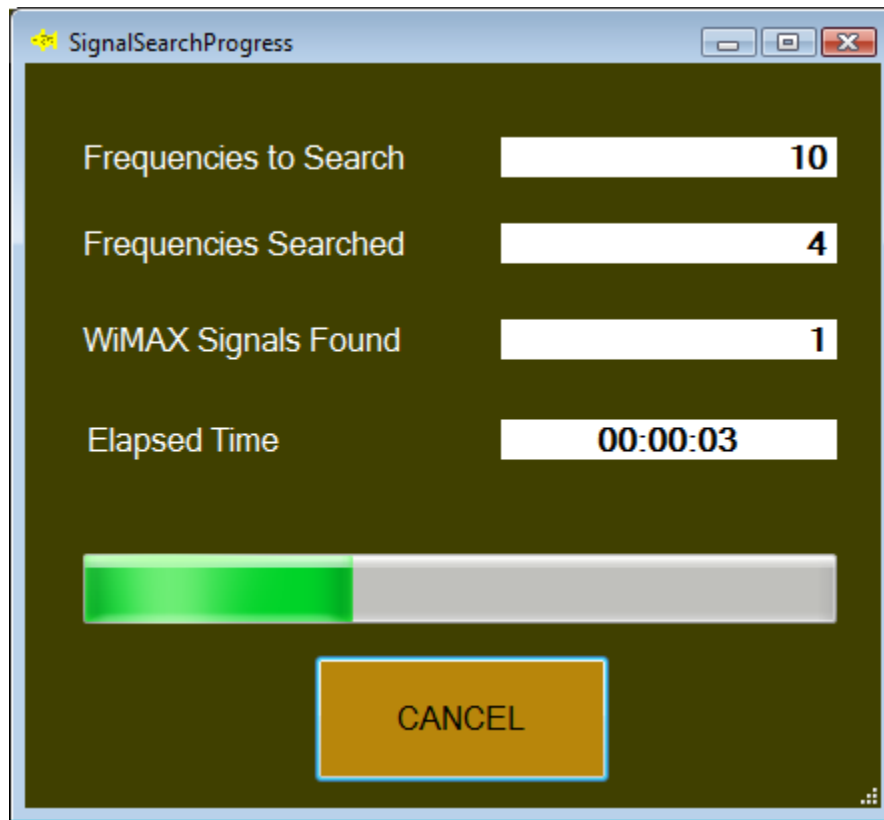 SignalSearchProgress
Frequencies to Search 10
Frequencies Searched 4
WiMAX Signals Found 1
Elapsed Time 00:00:03
CANCEL